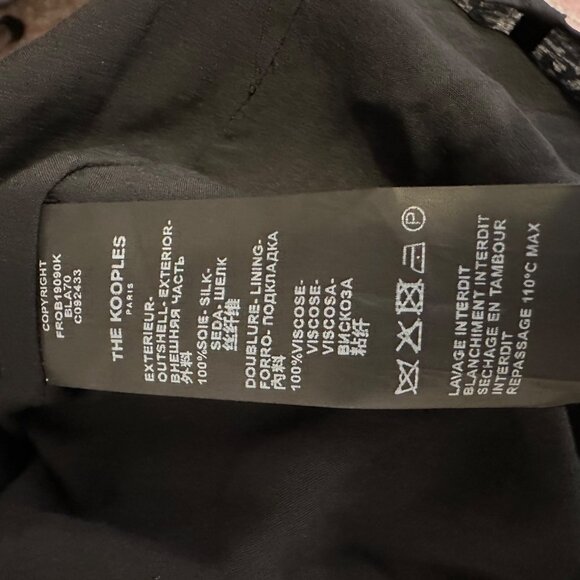 COPYRIGHT
FROB19090K
BLA70
C092433
THE KOOPLES
PARIS
EXTERIEUR-
OUTSHELL- EXTERIOR-
ВНЕШНЯЯ ЧАСТЬ
外料
100%SOIE- SILK-
SEDA- ШЕЛК
丝纤维
DOUBLURE- LINING-
FORRO- ПОДКЛАДКА
內料
100%VISCOSE-
VISCOSE-
VISCOSA-
ВИСКОЗА
粘纤
P
LAVAGE INTERDIT
BLANCHIMENT INTERDIT
SECHAGE EN TAMBOUR
INTERDIT
REPASSAGE 110°C MAX